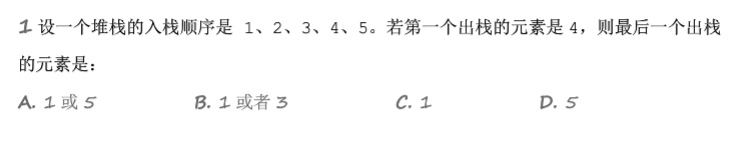 1 设一个堆栈的入栈顺序是 1、2、3、4、5。若第一个出栈的元素是 4，则最后一个出栈
的元素是：
A. 1 或 5 B. 1 或者 3 C. 1 D. 5